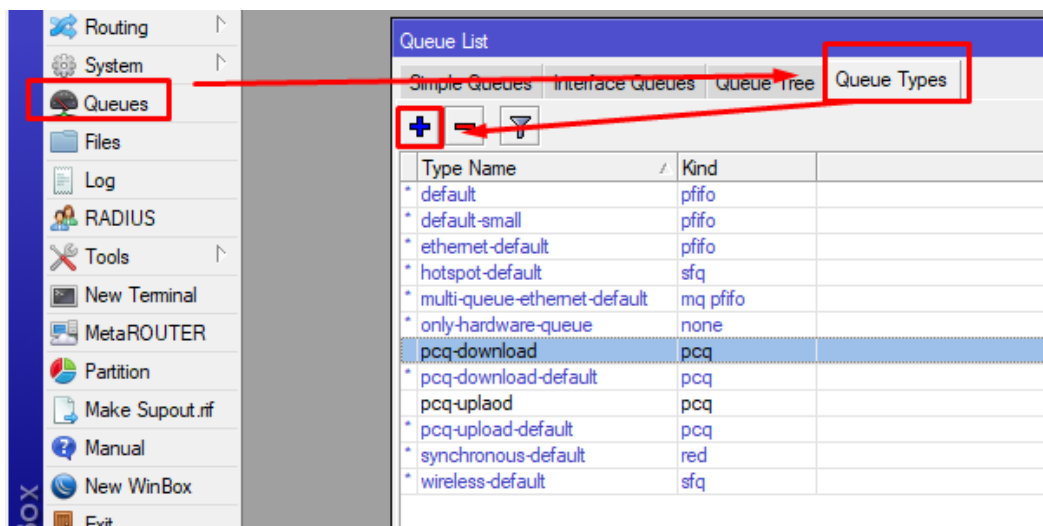 Routing
System
Queues
Files
Log
RADIUS
Tools
New Terminal
MetaROUTER
Partition
Make Supout.rif
Manual
New WinBox
Exit
BOX
Queue List
Simple Queues Interface Queues Queue Tree Queue Types
Type Name Kind
* default pfifo
* default-small pfifo
* ethernet-default pfifo
* hotspot-default sfq
* multi-queue-ethernet-default mq pfifo
* only-hardware-queue none
pcq-download pcq
* pcq-download-default pcq
pcq-uplaod pcq
* pcq-upload-default pcq
* synchronous-default red
* wireless-default sfq